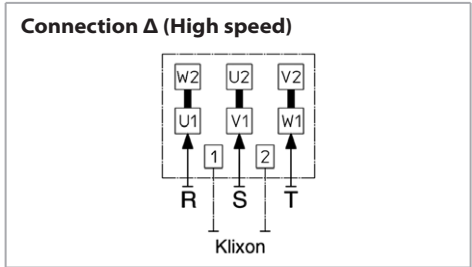 Connection Δ (High speed)
W2 U2 V2
U1 V1 W1
1 2
R S T
Klixon